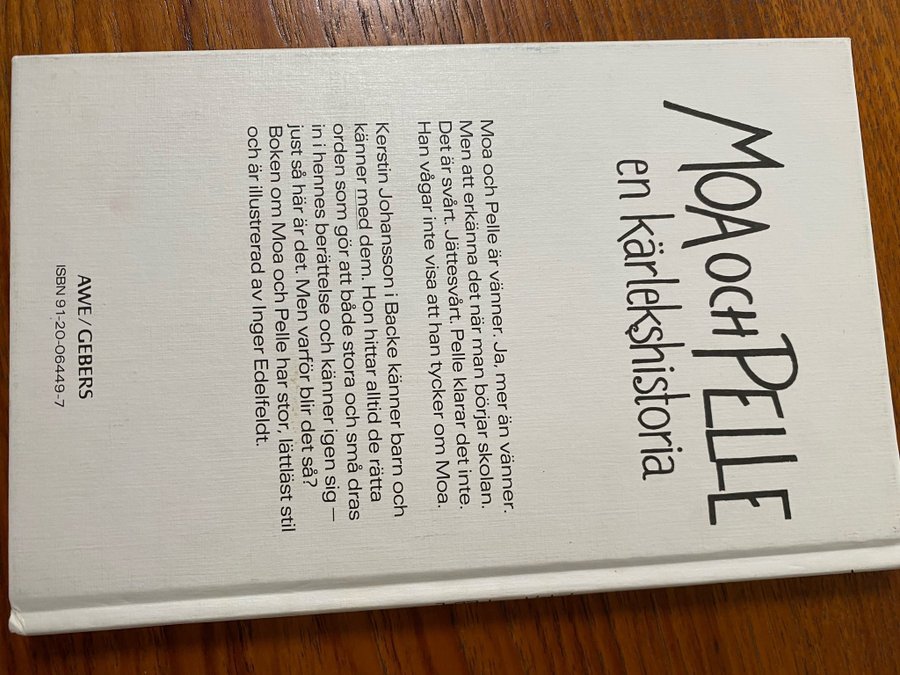 MOA OCH PELLE
en kärlekshistoria
Moa och Pelle är vänner. Ja, mer än vänner.
Men att erkänna det när man börjar skolan.
Det är svårt. Jättesvårt. Pelle klarar det inte.
Han vågar inte visa att han tycker om Moa.
Kerstin Johansson i Backe känner barn och
känner med dem. Hon hittar alltid de rätta
orden som gör att både stora och små dras
in i hennes berättelse och känner igen sig –
just så här är det. Men varför blir det så?
Boken om Moa och Pelle har stor, lättläst stil
och är illustrerad av Inger Edelfeldt.
AWE/GEBERS
ISBN 91-20-06449-7